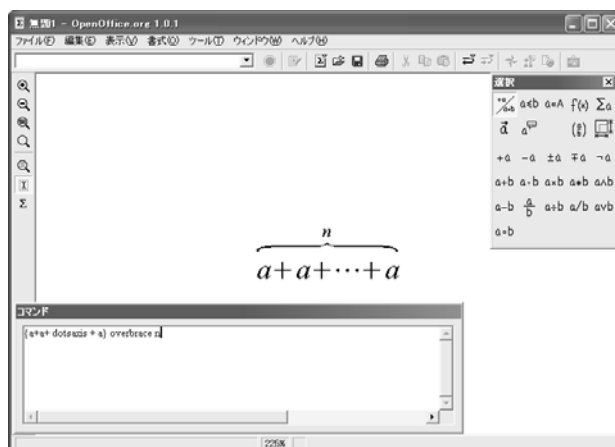 無題1 - OpenOffice.org 1.0.1
ファイル(F) 編集(E) 表示(V) 書式(O) ツール(T) ウィンドウ(W) ヘルプ(H)
選択
+a/a+b a≤b a∈A f(x) Σa
+a -a ±a ∓a ¬a
a+b a·b a×b a∗b a∧b
a-b a/b a÷b a/b a∨b
a∘b
n
a+a+⋯+a
コマンド
{a+a+ dotsaxis + a} overbrace n
225%